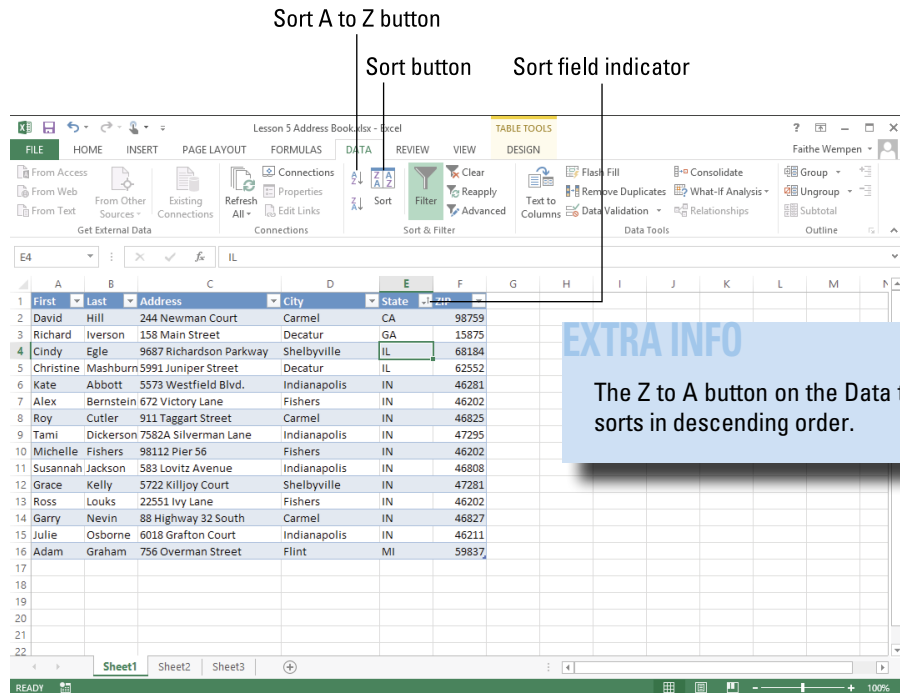 Sort A to Z button
Sort button Sort field indicator
Lesson 5 Address Book.xlsx - Excel TABLE TOOLS ?
FILE HOME INSERT PAGE LAYOUT FORMULAS DATA REVIEW VIEW DESIGN Faithe Wempen
From Access Connections Clear Flash Fill Consolidate Group
From Web Properties Reapply Remove Duplicates What-If Analysis Ungroup
From Text Edit Links Advanced Data Validation Relationships Subtotal
From Other Sources Existing Connections Refresh All Sort Filter Text to Columns
Get External Data Connections Sort & Filter Data Tools Outline
E4 fx IL
A B C D E F G H I J K L M N
1 First Last Address City State ZIP
2 David Hill 244 Newman Court Carmel CA 98759
3 Richard Iverson 158 Main Street Decatur GA 15875
4 Cindy Egle 9687 Richardson Parkway Shelbyville IL 68184
5 Christine Mashburn 5991 Juniper Street Decatur IL 62552
6 Kate Abbott 5573 Westfield Blvd. Indianapolis IN 46281
7 Alex Bernstein 672 Victory Lane Fishers IN 46202
8 Roy Cutler 911 Taggart Street Carmel IN 46825
9 Tami Dickerson 7582A Silverman Lane Indianapolis IN 47295
10 Michelle Fishers 98112 Pier 56 Fishers IN 46202
11 Susannah Jackson 583 Lovitz Avenue Indianapolis IN 46808
12 Grace Kelly 5722 Killjoy Court Shelbyville IN 47281
13 Ross Louks 22551 Ivy Lane Fishers IN 46202
14 Garry Nevin 88 Highway 32 South Carmel IN 46827
15 Julie Osborne 6018 Grafton Court Indianapolis IN 46211
16 Adam Graham 756 Overman Street Flint MI 59837
17
18
19
20
21
22
EXTRA INFO
The Z to A button on the Data
sorts in descending order.
Sheet1 Sheet2 Sheet3
READY 100%